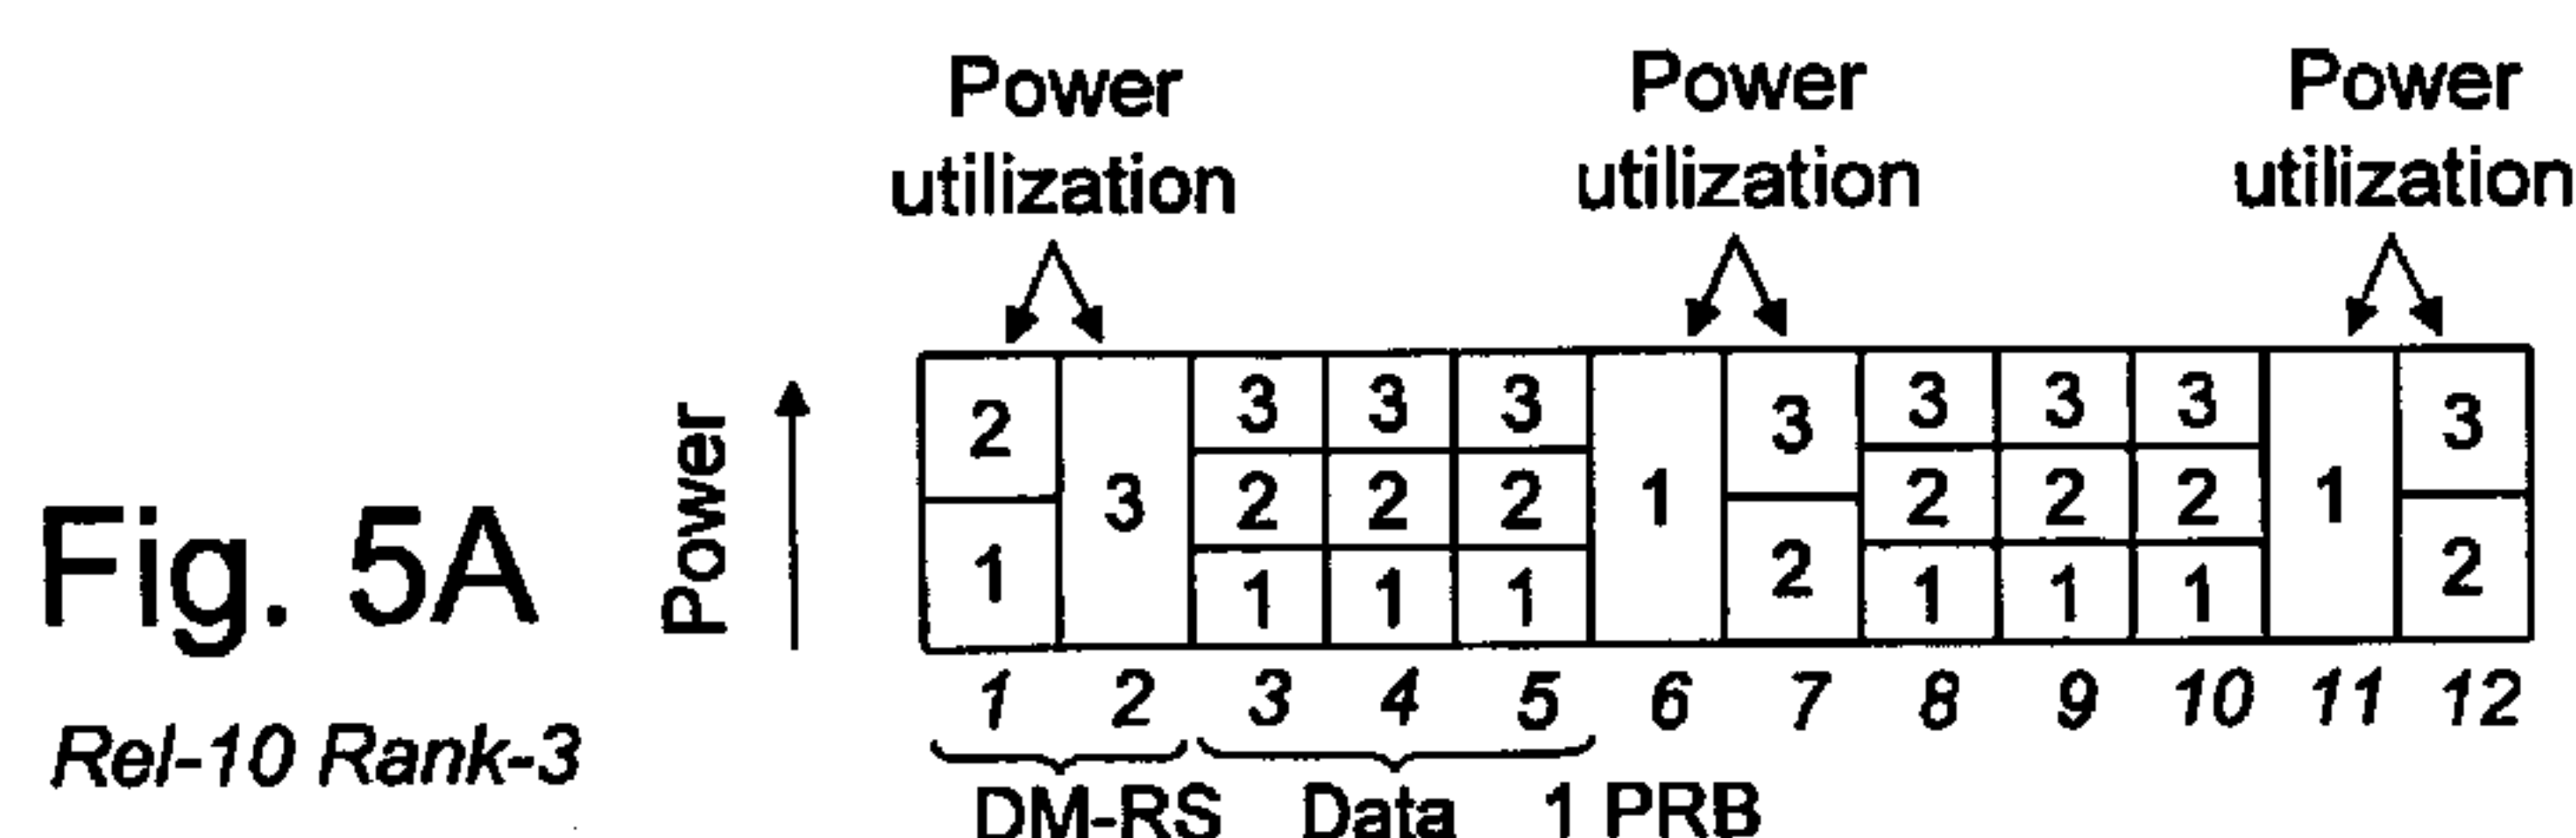 Power Power Power
utilization utilization utilization
2 3 3 3 3 1 3 3 3 3 1 3
2 2 2 2 2 2
1 1 1 1 2 1 1 1 2
Power
1 2 3 4 5 6 7 8 9 10 11 12
DM-RS Data 1 PRB
Fig. 5A
Rel-10 Rank-3